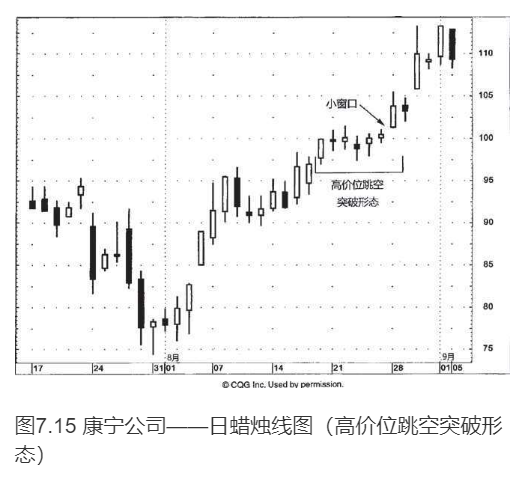 110
105
小窗口
100
95
高价位跳空
突破形态
90
85
80
75
8月
9月
17
24
31
01
07
14
21
28
01
05
© CQG Inc. Used by permission.
图7.15 康宁公司——日蜡烛线图（高价位跳空突破形
态）